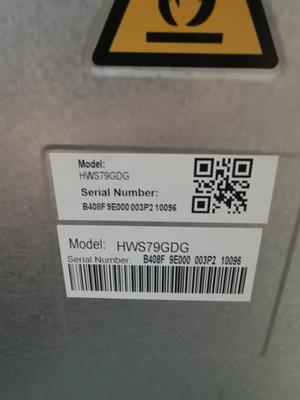 Model:
HWS79GDG
Serial Number:
B408F 9E000 003P2 10096
Model: HWS79GDG
Serial Number: B408F 9E000 003P2 10096